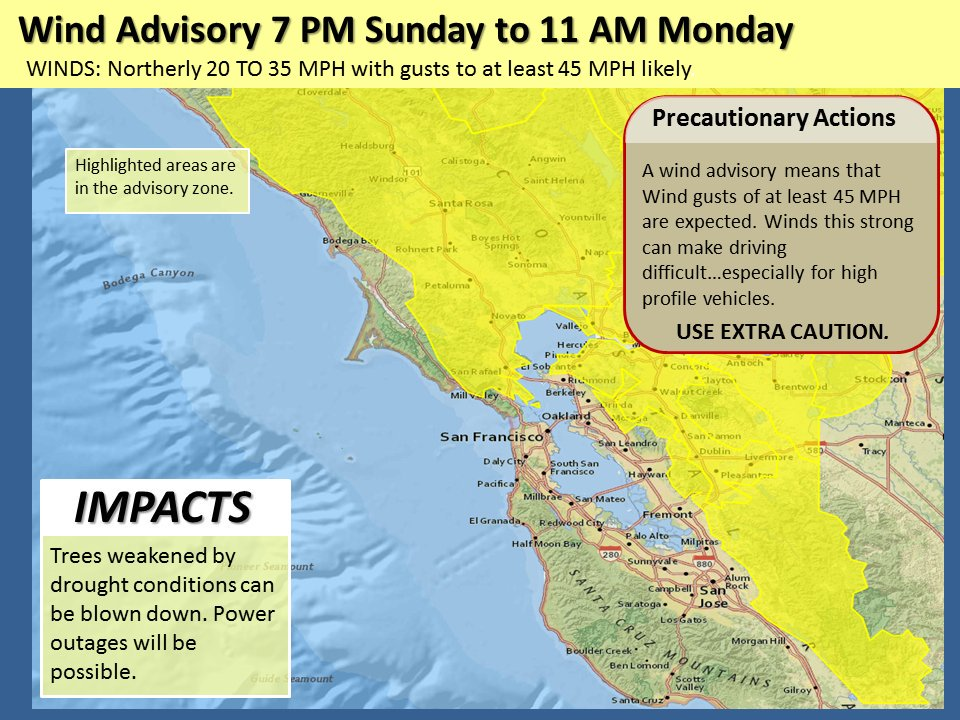 Wind Advisory 7 PM Sunday to 11 AM Monday
WINDS: Northerly 20 TO 35 MPH with gusts to at least 45 MPH likely
Highlighted areas are
in the advisory zone.
Precautionary Actions
A wind advisory means that
Wind gusts of at least 45 MPH
are expected. Winds this strong
can make driving
difficult...especially for high
profile vehicles.
USE EXTRA CAUTION.
IMPACTS
Trees weakened by
drought conditions can
be blown down. Power
outages will be
possible.
Cloverdale
Healdsburg
Calistoga
Angwin
Windsor
101
Saint Helena
Santa Rosa
Yountville
Bodega Bay
Rohnert Park
Boyes Hot
Springs
Sonoma
Napa
Bodega Canyon
Petaluma
Novato
Vallejo
San Rafael
Richmond
Concord
Antioch
Oakley
Clayton
Brentwood
Walnut Creek
Stockton
Mill Valley
Berkeley
Orinda
Moraga
Danville
Oakland
San Francisco
San Leandro
San Ramon
Dublin
580
Manteca
Tracy
Livermore
Pleasanton
Daly City
South San
Francisco
Hayward
Pacifica
Millbrae
San Mateo
El Granada
Redwood City
Fremont
Half Moon Bay
Palo Alto
Milpitas
280
880
Sunnyvale
Alum
Rock
Campbell
San
Jose
Saratoga
Los Gatos
SANTA CRUZ MOUNTAINS
Morgan Hill
Boulder Creek
Ben Lomond
Scotts
Valley
Gilroy
Santa Cruz
Seamount
Guide Seamount